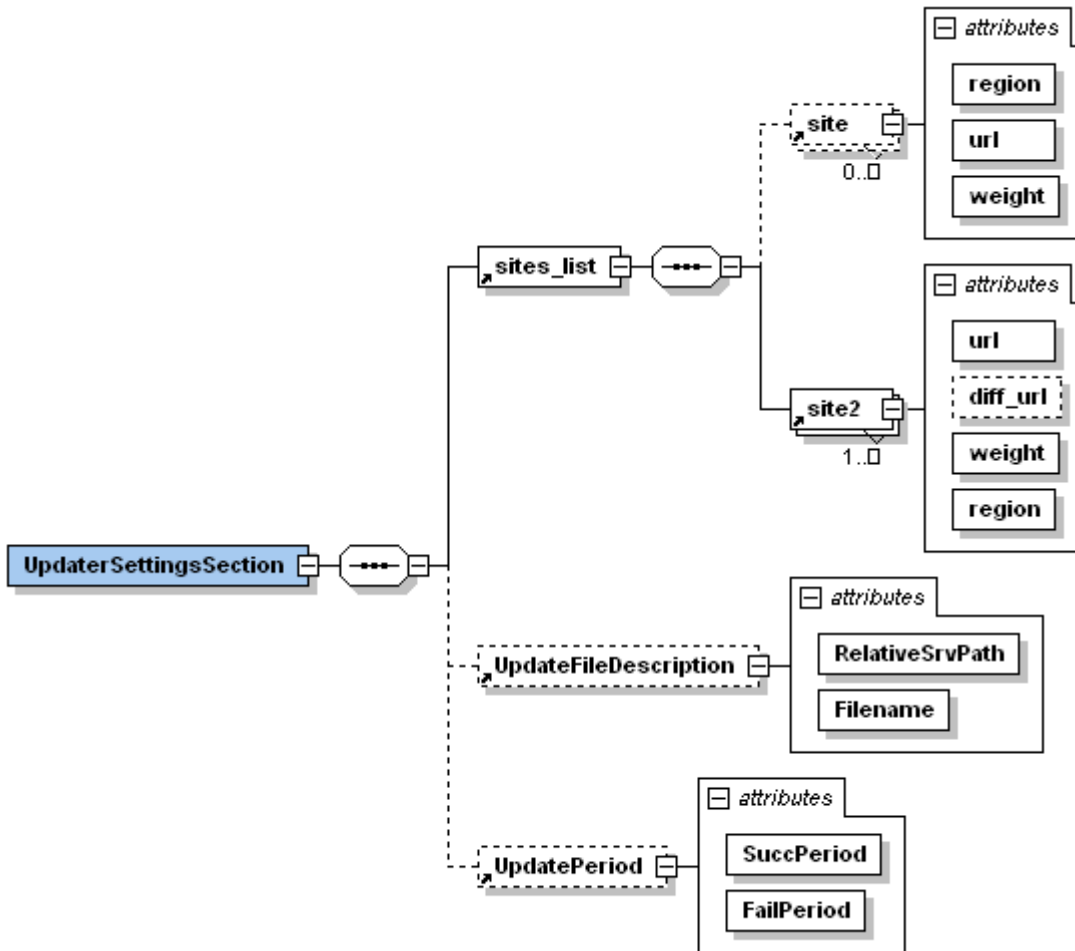 attributes
region
site
url
0..□
weight
sites_list
attributes
url
diff_url
site2
weight
1..□
region
UpdaterSettingsSection
attributes
UpdateFileDescription
RelativeSrvPath
Filename
attributes
UpdatePeriod
SuccPeriod
FailPeriod